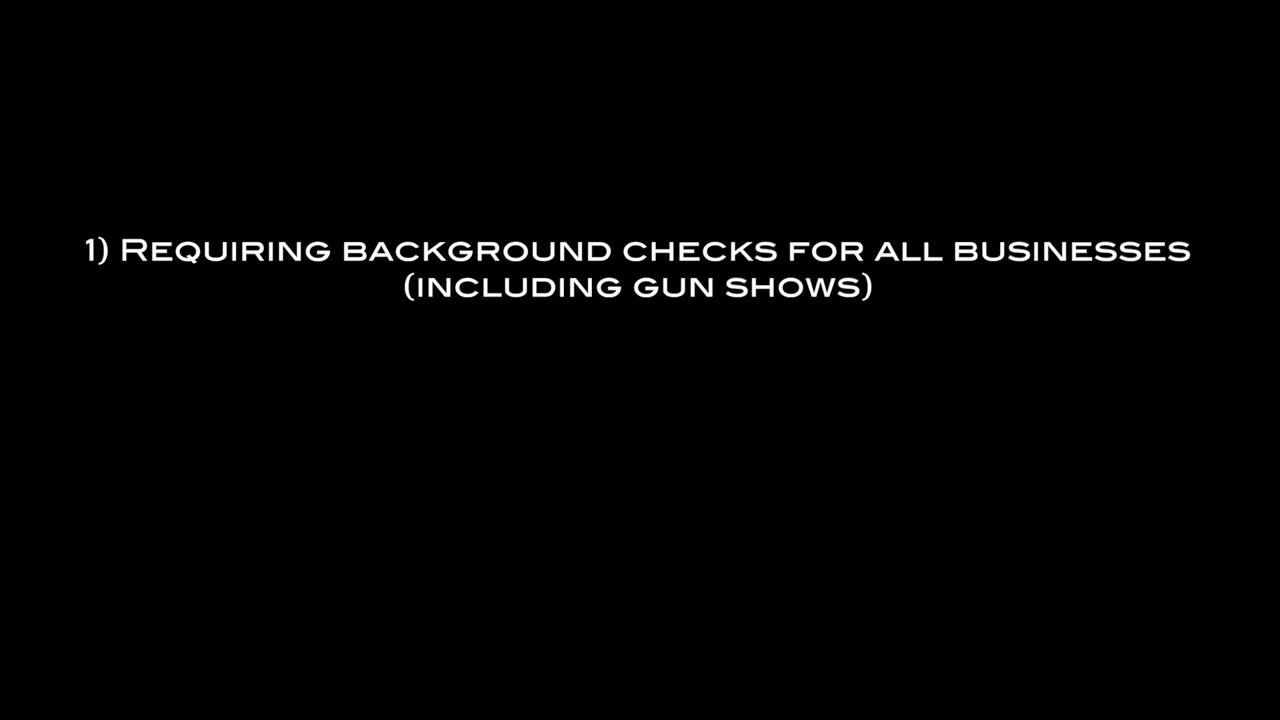 1) Requiring background checks for all businesses
(including gun shows)